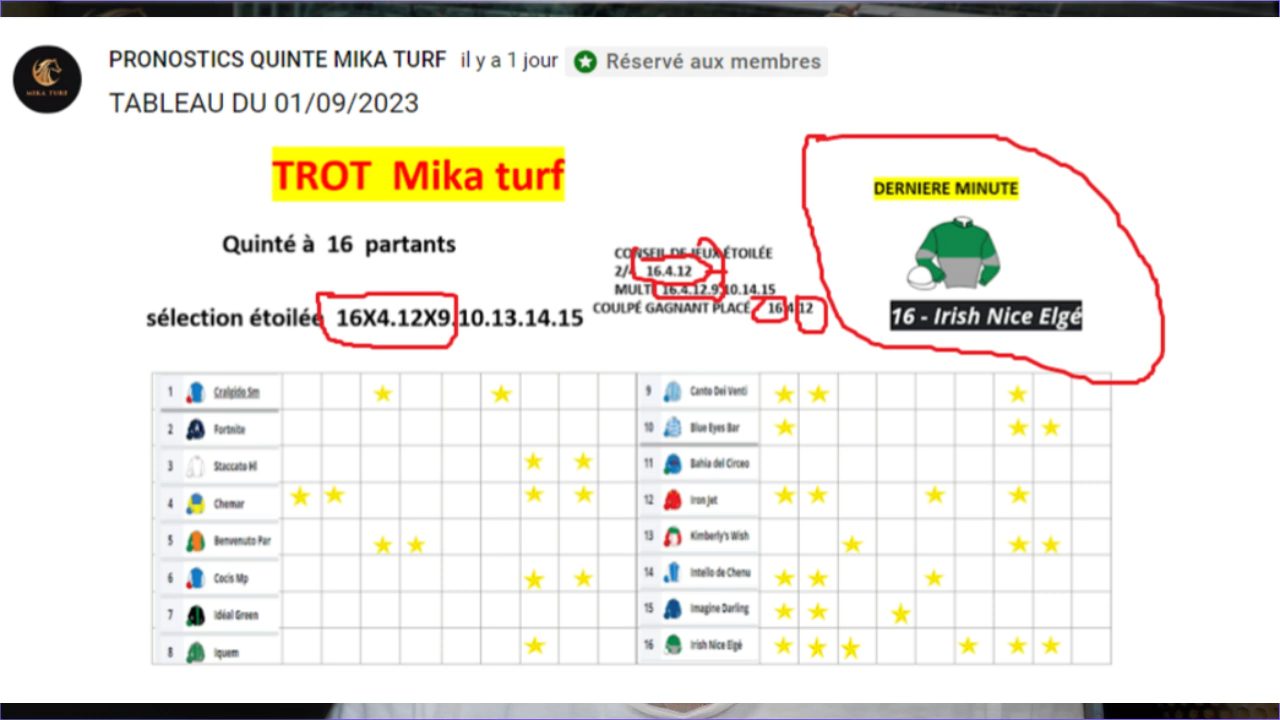 PRONOSTICS QUINTE MIKA TURF il y a 1 jour Réservé aux membres
MIKA TURF
TABLEAU DU 01/09/2023
TROT Mika turf
DERNIERE MINUTE
Quinté à 16 partants
CONSEIL DE JEUX ÉTOILÉE
2/4 16.4.12
MULTI 16.4.12.9.10.14.15
COULPÉ GAGNANT PLACÉ 16.4.12
sélection étoilée 16X4.12X9.10.13.14.15
16 - Irish Nice Elgé
1 Cralgido Sm
2 Fortnite
3 Staccato Hl
4 Chemar
5 Benvenuto Par
6 Cocis Mp
7 Idéal Green
8 Iquem
9 Canto Dei Venti
10 Blue Eyes Bar
11 Bahia del Circeo
12 Iron Jet
13 Kimberly's Wish
14 Intello de Chenu
15 Imagine Darling
16 Irish Nice Elgé